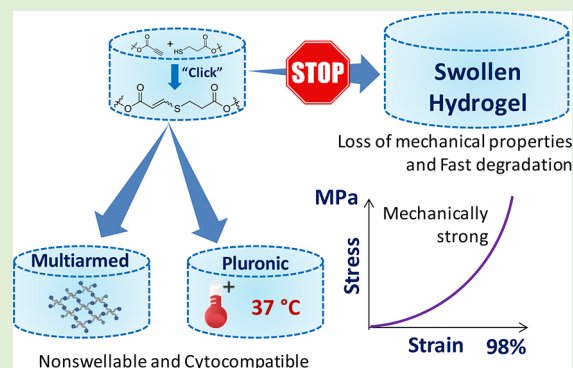 O
O
+
HS
O
O
"Click"
O
O
S
O
O
STOP
Swollen
Hydrogel
Loss of mechanical properties
and Fast degradation
Multiarmed
Pluronic
+
37 °C
Nonswellable and Cytocompatible
MPa
Mechanically
strong
Stress
Strain 98%